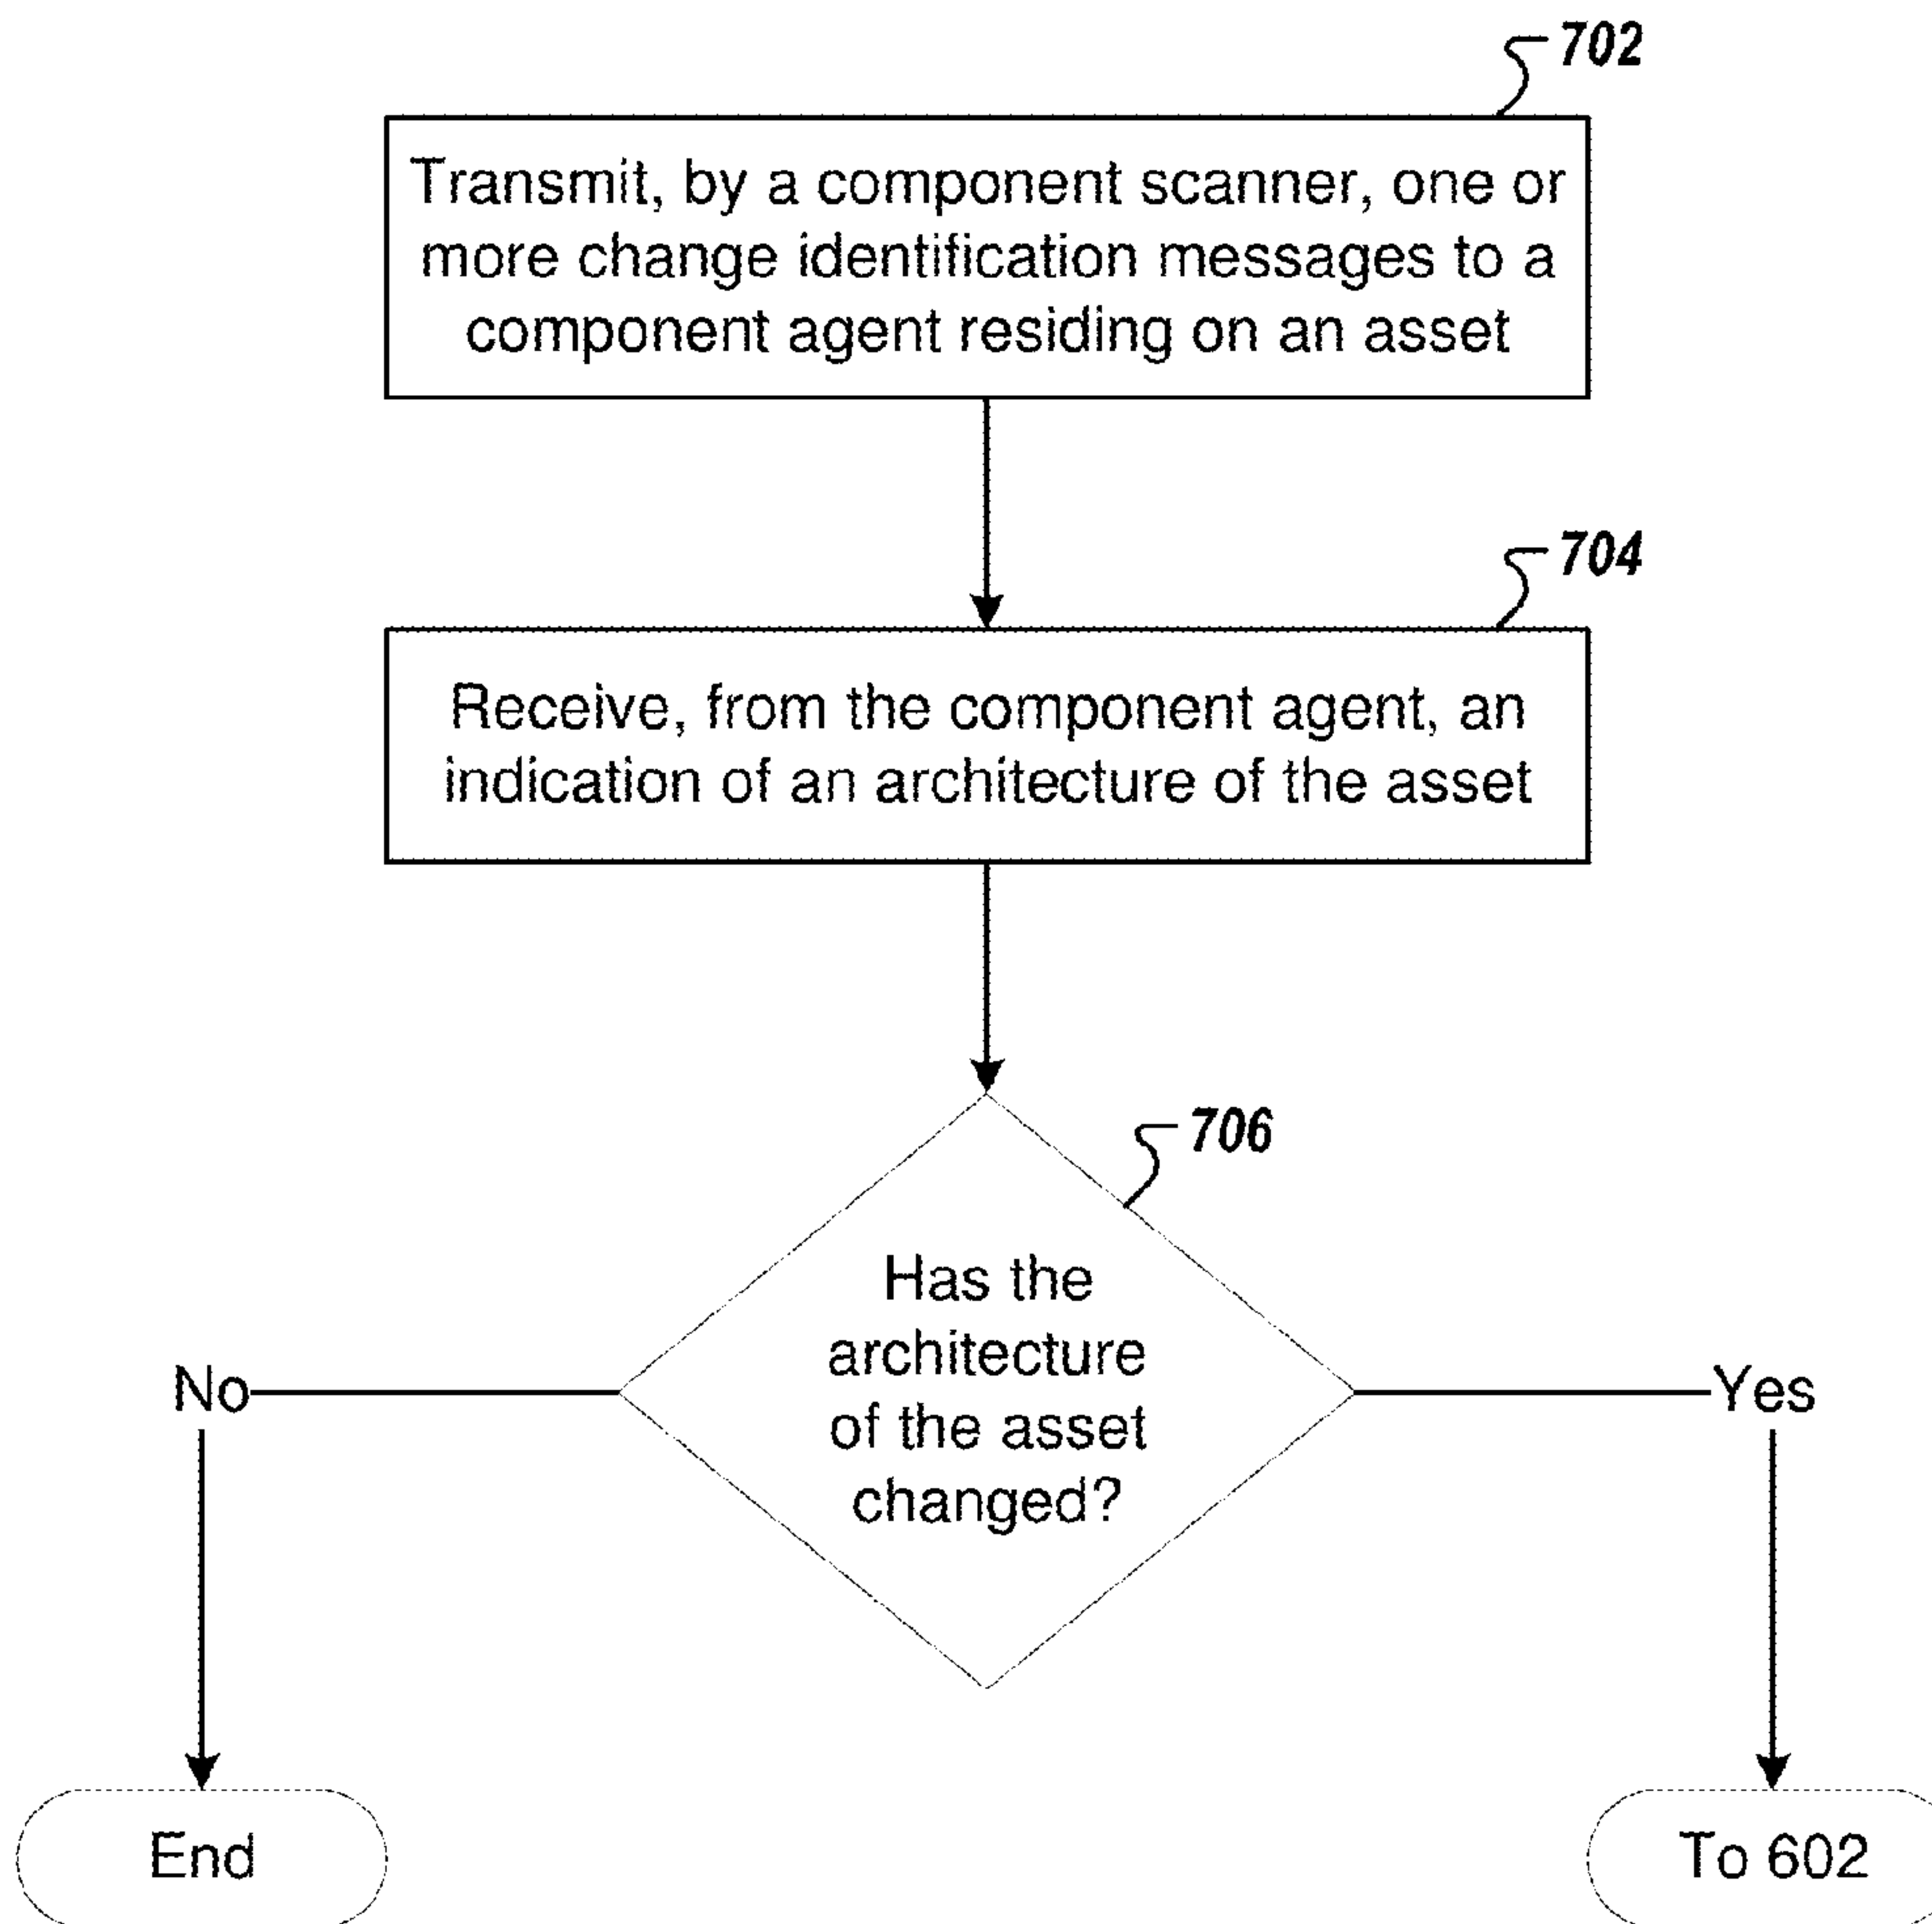 702
Transmit, by a component scanner, one or
more change identification messages to a
component agent residing on an asset
704
Receive, from the component agent, an
indication of an architecture of the asset
706
Has the
architecture
of the asset
changed?
No
Yes
End
To 602